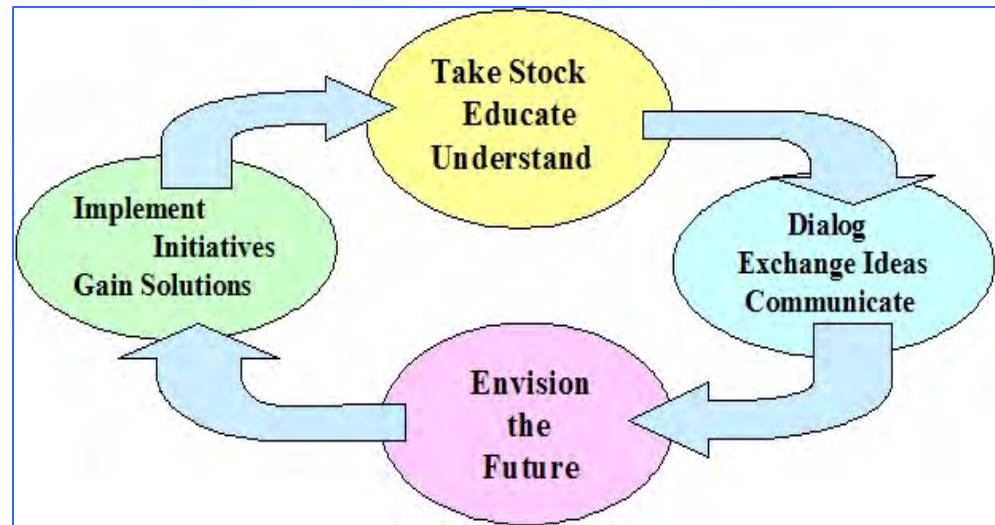 Take Stock
Educate
Understand
Dialog
Exchange Ideas
Communicate
Envision
the
Future
Implement
Initiatives
Gain Solutions